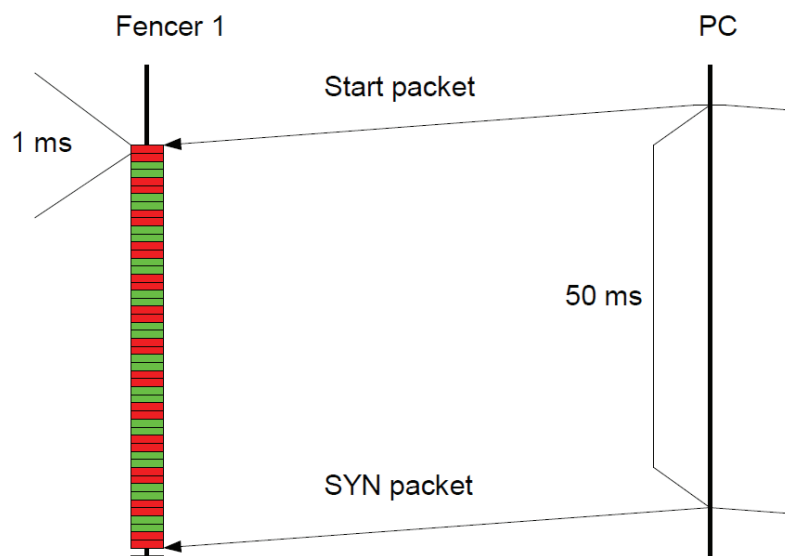 Fencer 1
PC
Start packet
1 ms
50 ms
SYN packet